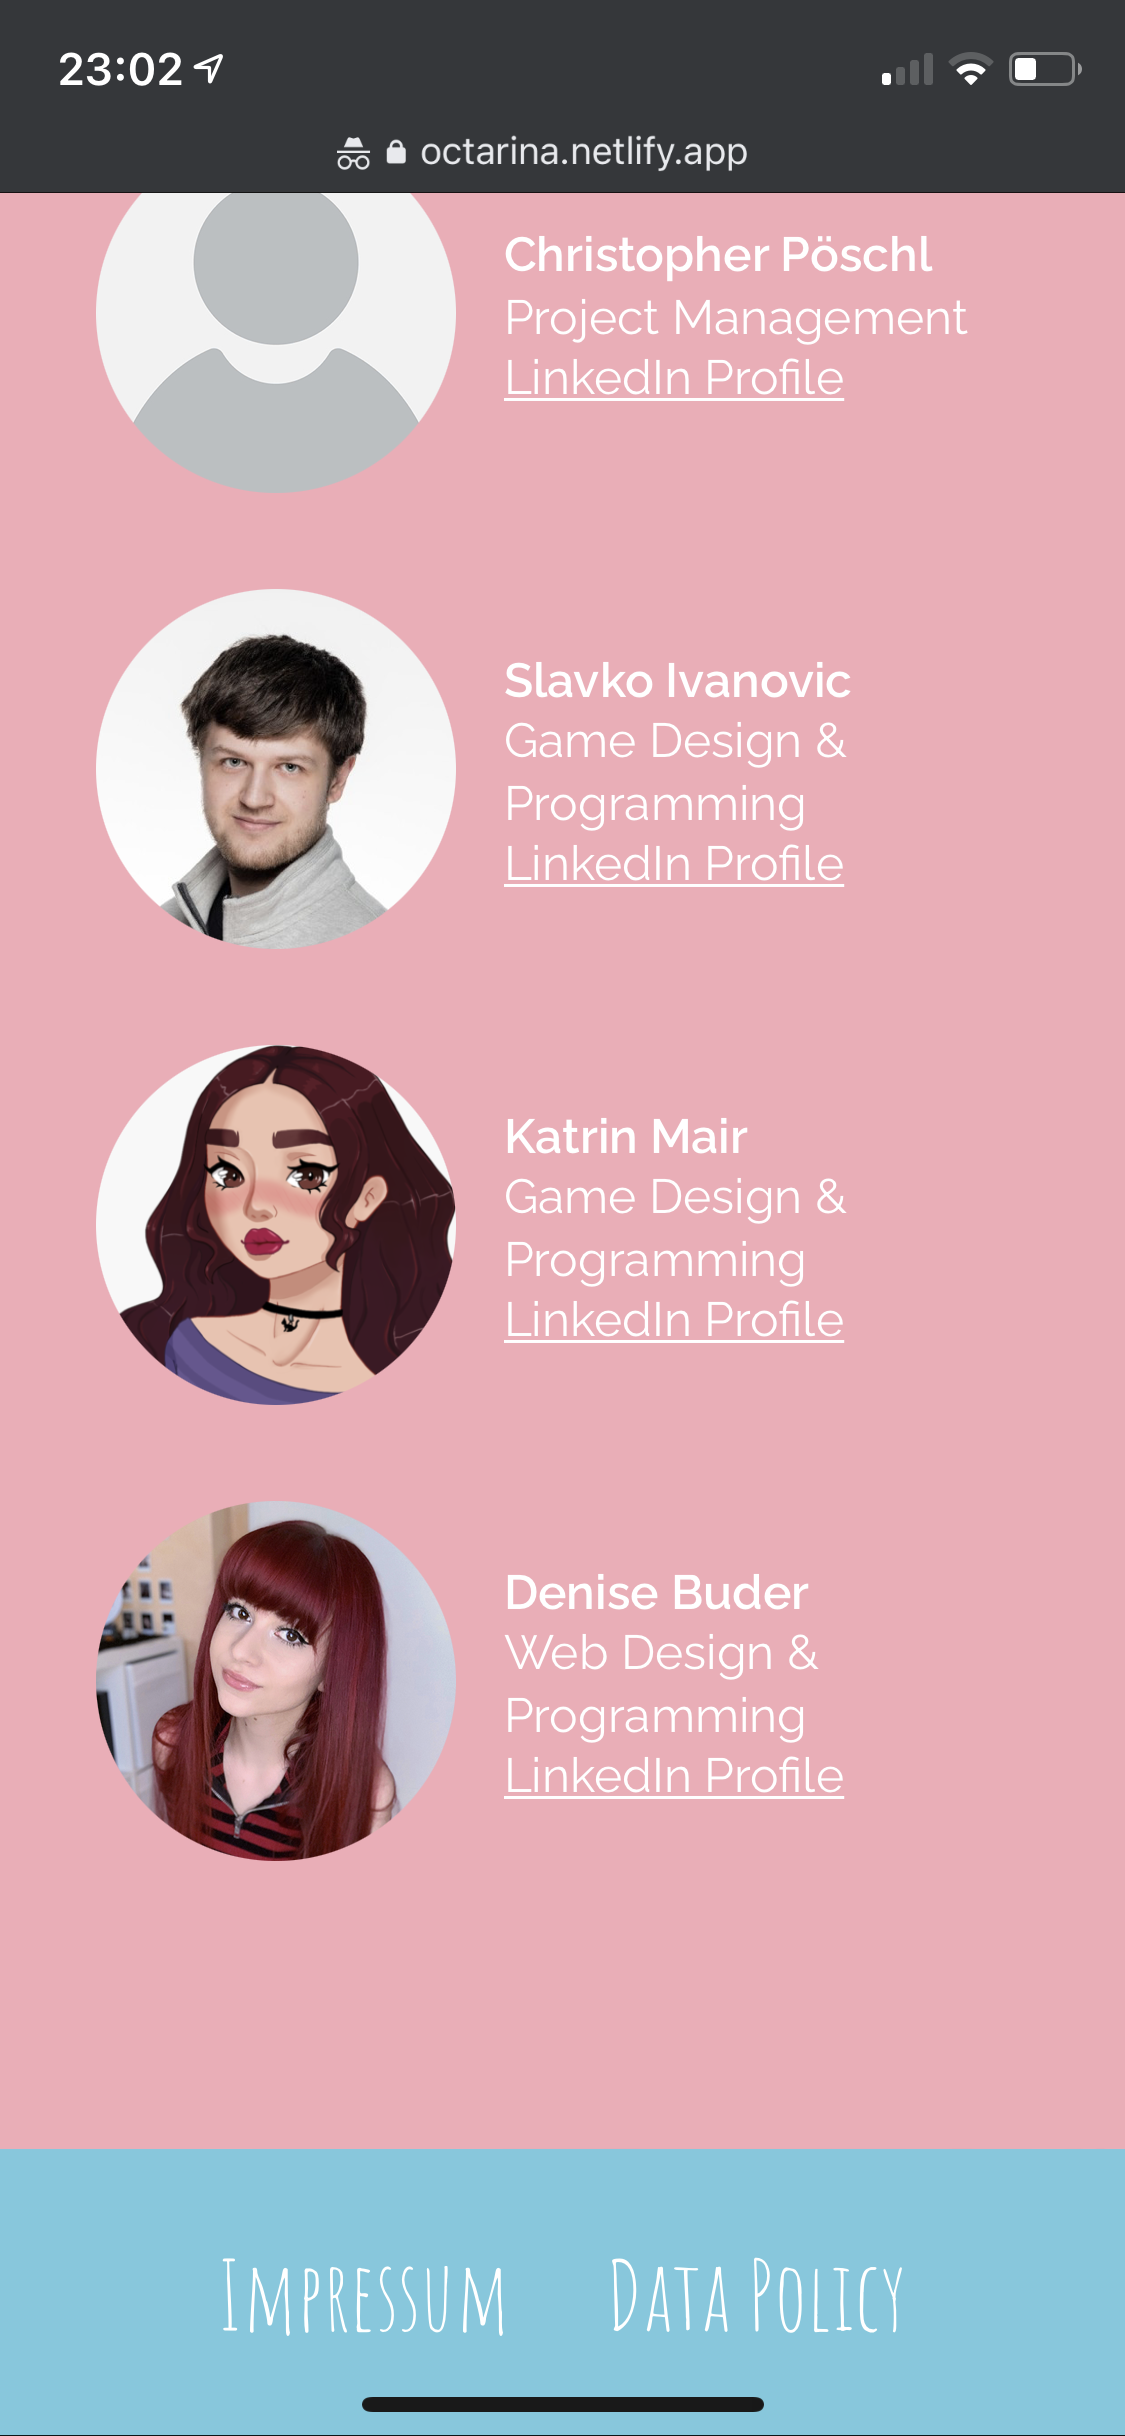 23:02
octarina.netlify.app
Christopher Pöschl
Project Management
LinkedIn Profile
Slavko Ivanovic
Game Design &
Programming
LinkedIn Profile
Katrin Mair
Game Design &
Programming
LinkedIn Profile
Denise Buder
Web Design &
Programming
LinkedIn Profile
Impressum Data Policy